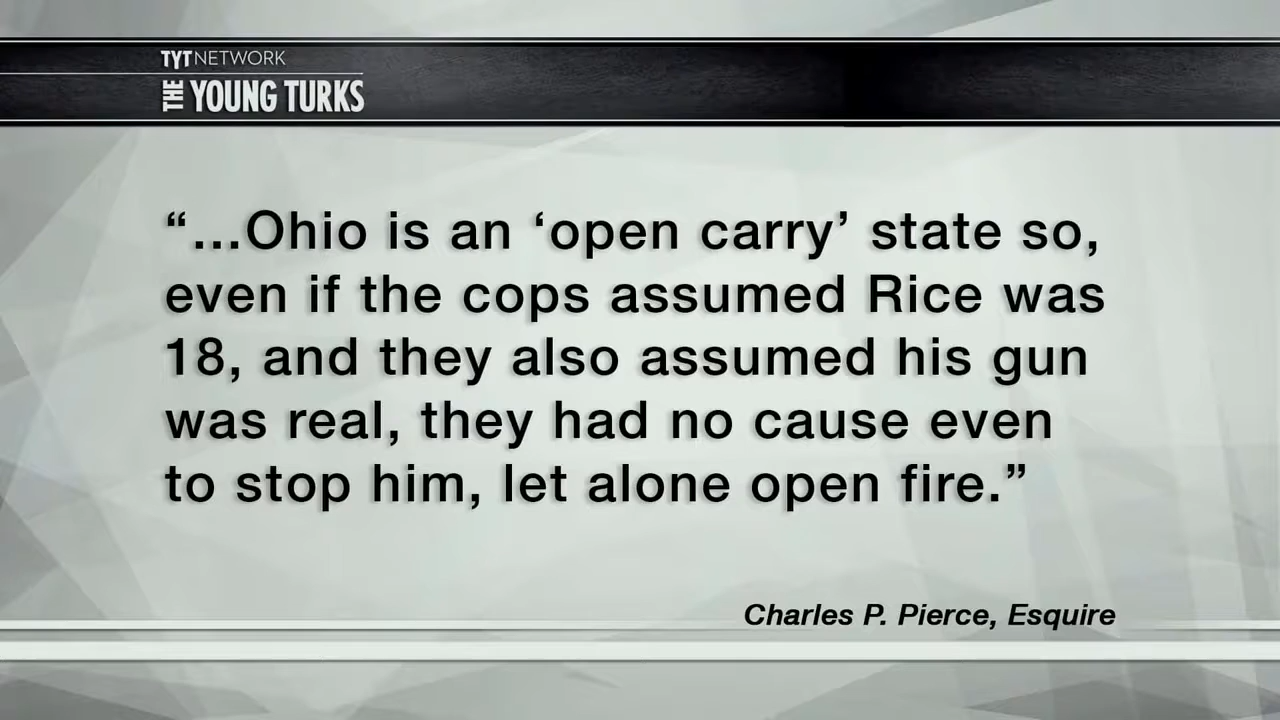 TYT NETWORK
THE YOUNG TURKS
“...Ohio is an ‘open carry’ state so,
even if the cops assumed Rice was
18, and they also assumed his gun
was real, they had no cause even
to stop him, let alone open fire.”
Charles P. Pierce, Esquire